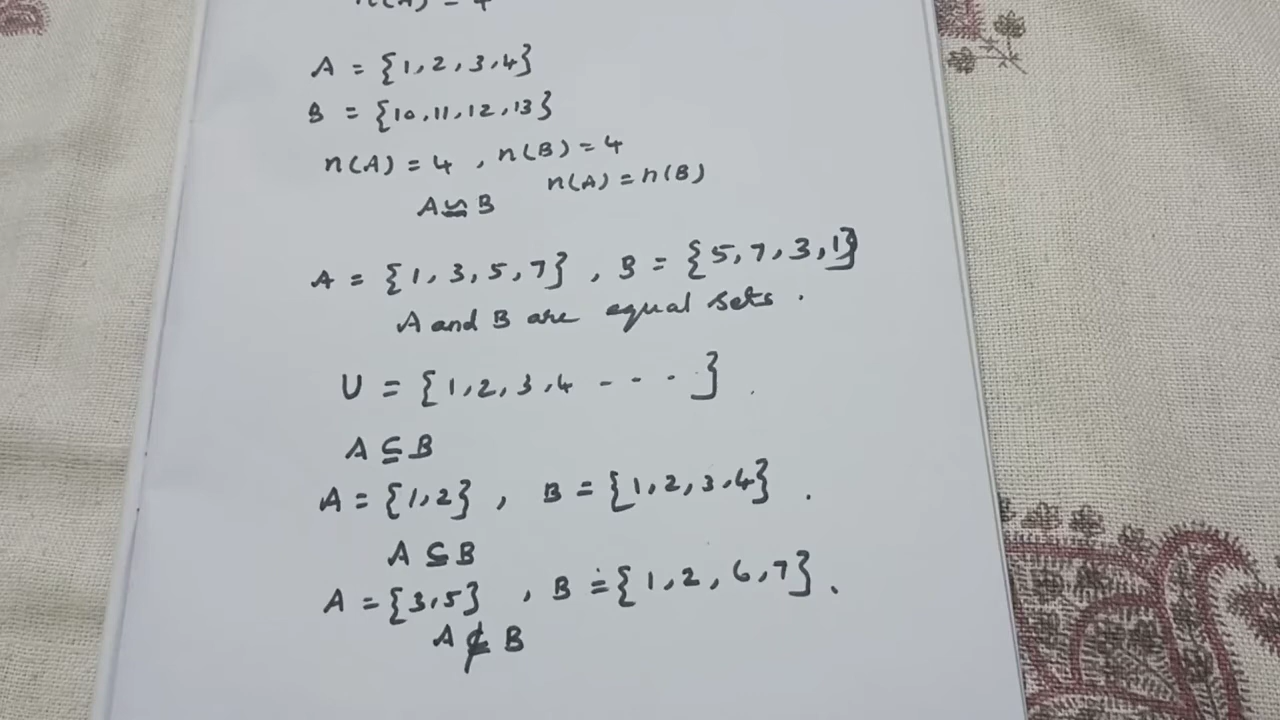 n(A) = 4
A = {1,2,3,4}
B = {10,11,12,13}
n(A) = 4 , n(B) = 4
n(A) = n(B)
A ≌ B
A = {1,3,5,7} , B = {5,7,3,1}
A and B are equal sets .
U = {1,2,3,4 - - - }
A ⊆ B
A = {1,2} , B = {1,2,3,4} .
A ⊆ B
A = {3,5} , B = {1,2,6,7} .
A ⊈ B